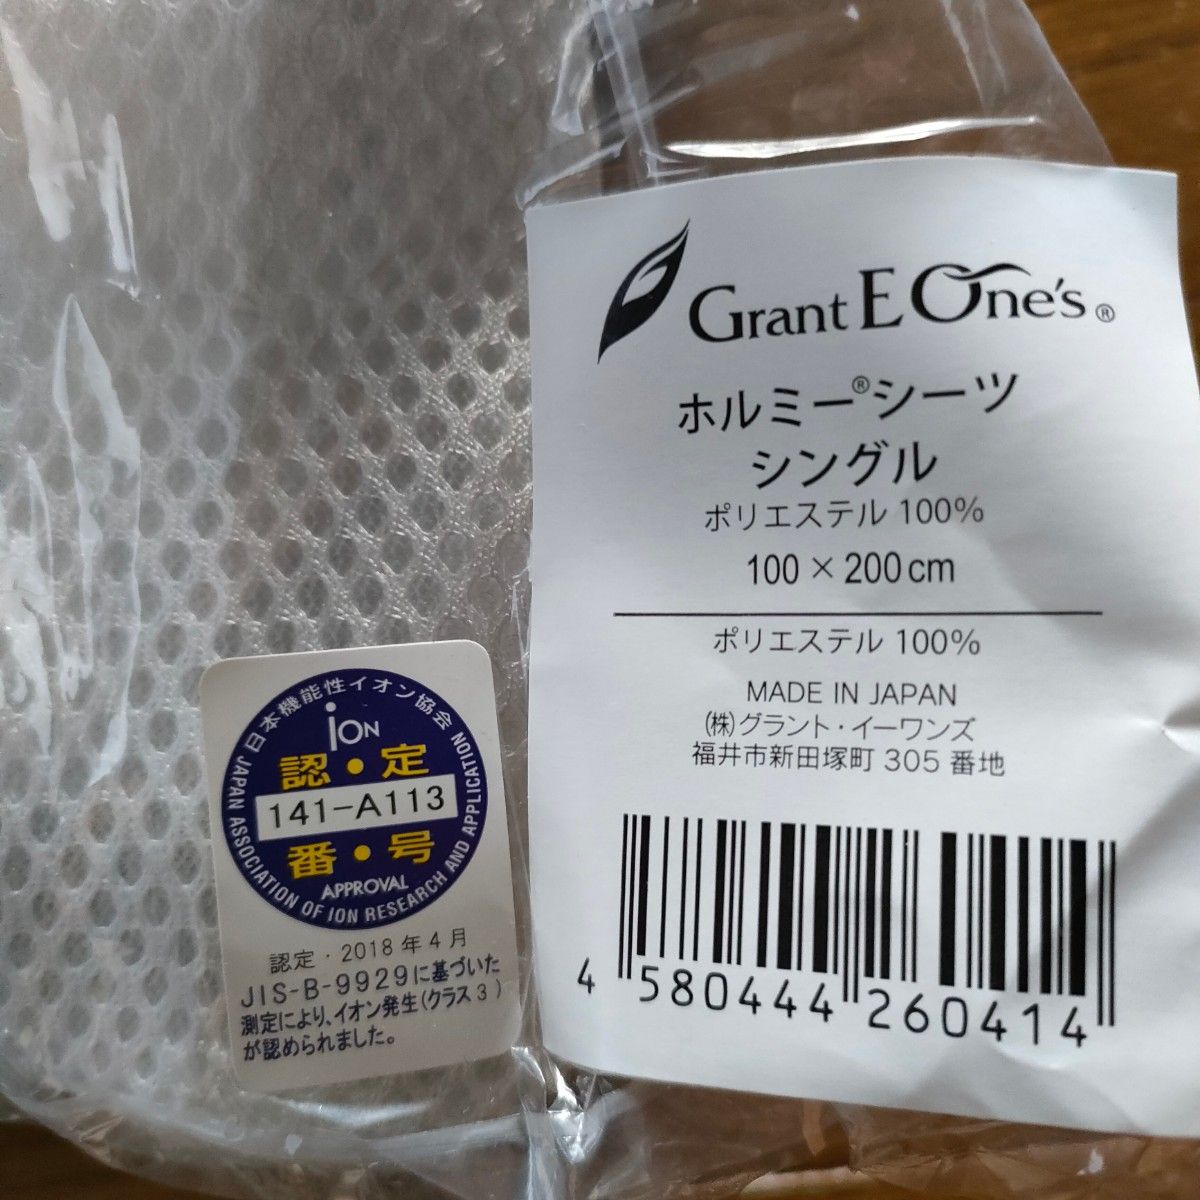 Grant E One's®
ホルミー®シーツ
シングル
ポリエステル 100%
100 × 200cm
ポリエステル 100%
MADE IN JAPAN
(株)グラント・イーワンズ
福井市新田塚町 305 番地
4 580444 260414
日本機能性イオン協会
iON
認・定
141-A113
番・号
APPROVAL
JAPAN ASSOCIATION OF ION RESEARCH AND APPLICATION
認定・2018年4月
JIS-B-9929に基づいた
測定により、イオン発生(クラス3)
が認められました。